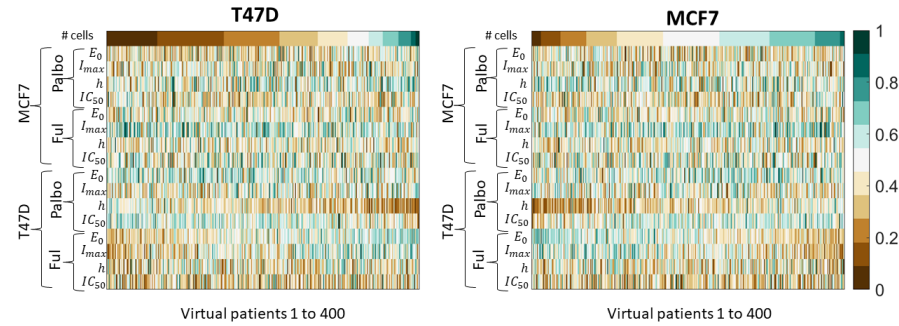 T47D
MCF7
# cells
# cells
1
0.8
0.6
0.4
0.2
0
MCF7
Palbo
E₀
Iₘₐₓ
h
IC₅₀
Ful
E₀
Iₘₐₓ
h
IC₅₀
T47D
Palbo
E₀
Iₘₐₓ
h
IC₅₀
Ful
E₀
Iₘₐₓ
h
IC₅₀
MCF7
Palbo
E₀
Iₘₐₓ
h
IC₅₀
Ful
E₀
Iₘₐₓ
h
IC₅₀
T47D
Palbo
E₀
Iₘₐₓ
h
IC₅₀
Ful
E₀
Iₘₐₓ
h
IC₅₀
Virtual patients 1 to 400
Virtual patients 1 to 400